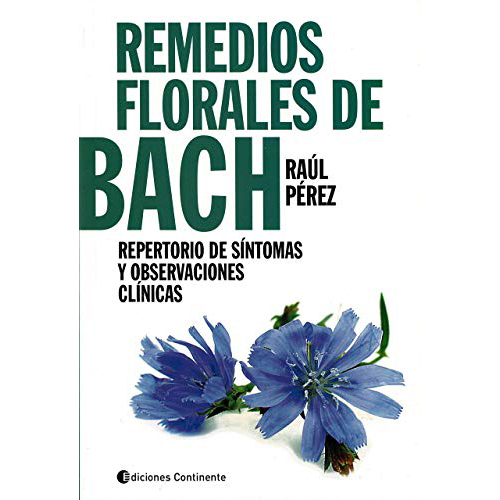 REMEDIOS
FLORALES DE
BACH
RAÚL
PÉREZ
REPERTORIO DE SÍNTOMAS
Y OBSERVACIONES
CLÍNICAS
Ediciones Continente